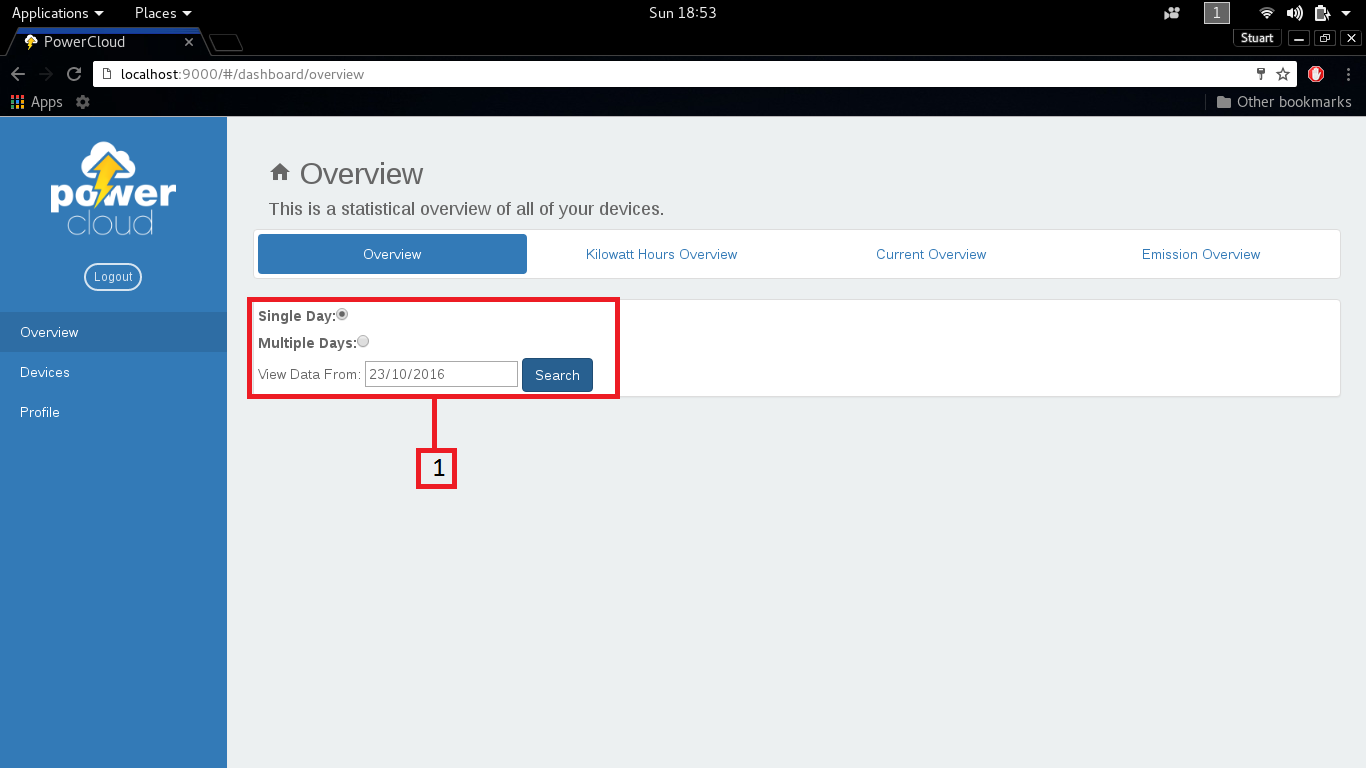 Applications Places Sun 18:53 1
PowerCloud Stuart
localhost:9000/#/dashboard/overview
Apps Other bookmarks
power
cloud
Logout
Overview
Devices
Profile
Overview
This is a statistical overview of all of your devices.
Overview Kilowatt Hours Overview Current Overview Emission Overview
Single Day:
Multiple Days:
View Data From: 23/10/2016 Search
1